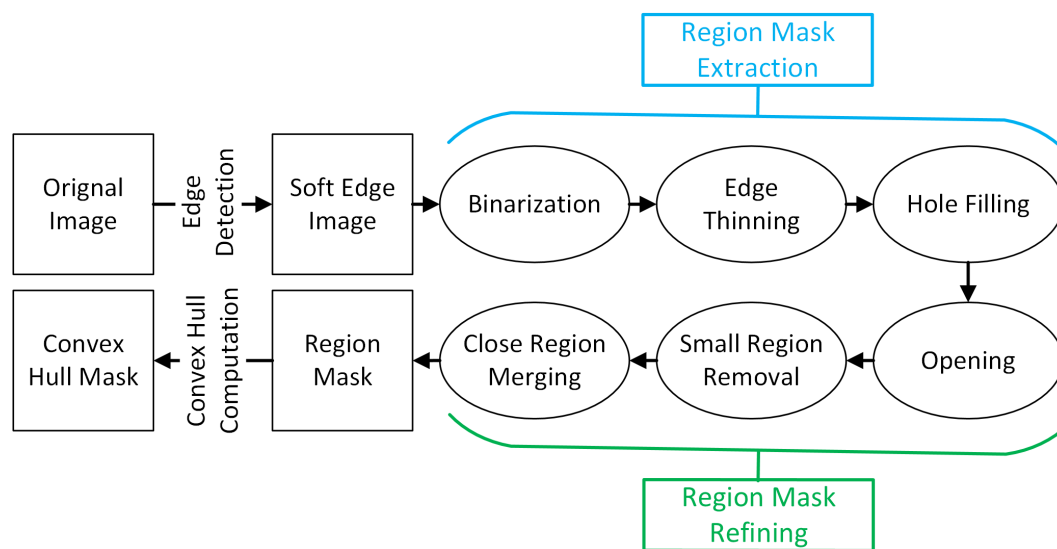 Region Mask
Extraction
Orignal
Image
Edge
Detection
Soft Edge
Image
Binarization
Edge
Thinning
Hole Filling
Convex
Hull Mask
Convex Hull
Computation
Region
Mask
Close Region
Merging
Small Region
Removal
Opening
Region Mask
Refining